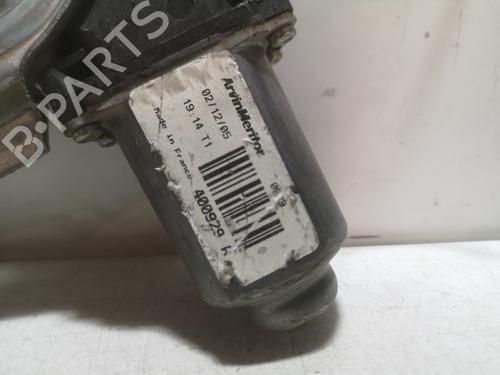 ArvinMeritor
02/12/05
19:14 T1
400929
Made in France
B-PARTS